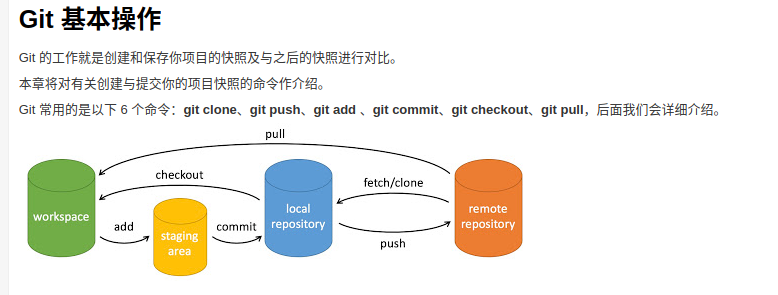 Git 基本操作
Git 的工作就是创建和保存你项目的快照及与之后的快照进行对比。
本章将对有关创建与提交你的项目快照的命令作介绍。
Git 常用的是以下 6 个命令：git clone、git push、git add 、git commit、git checkout、git pull，后面我们会详细介绍。
pull
checkout
fetch/clone
workspace
add
staging
area
commit
local
repository
push
remote
repository